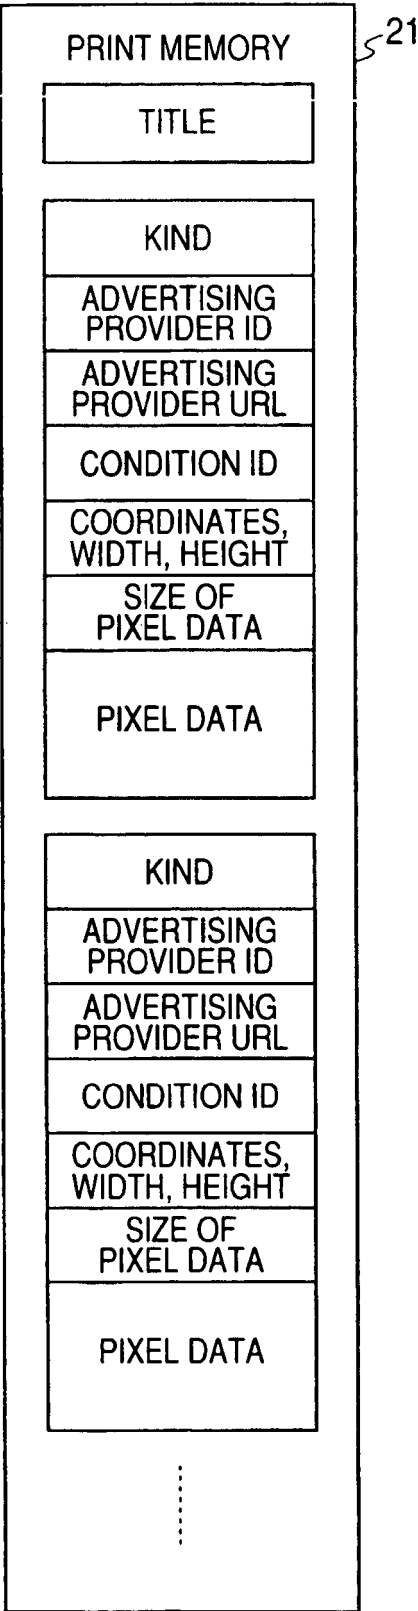 PRINT MEMORY
21
TITLE
KIND
ADVERTISING
PROVIDER ID
ADVERTISING
PROVIDER URL
CONDITION ID
COORDINATES,
WIDTH, HEIGHT
SIZE OF
PIXEL DATA
PIXEL DATA
KIND
ADVERTISING
PROVIDER ID
ADVERTISING
PROVIDER URL
CONDITION ID
COORDINATES,
WIDTH, HEIGHT
SIZE OF
PIXEL DATA
PIXEL DATA